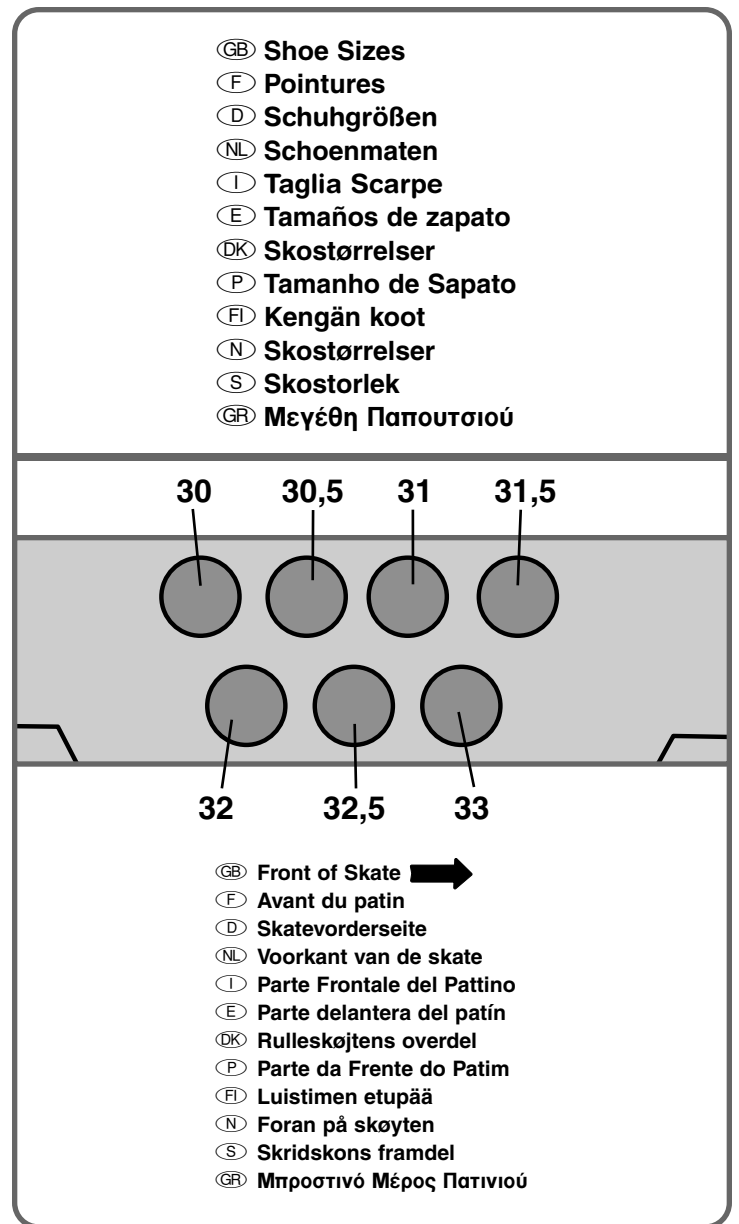 GB Shoe Sizes
F Pointures
D Schuhgrößen
NL Schoenmaten
I Taglia Scarpe
E Tamaños de zapato
DK Skostørrelser
P Tamanho de Sapato
FI Kengän koot
N Skostørrelser
S Skostorlek
GR Μεγέθη Παπουτσιού
30 30,5 31 31,5
32 32,5 33
GB Front of Skate
F Avant du patin
D Skatevorderseite
NL Voorkant van de skate
I Parte Frontale del Pattino
E Parte delantera del patín
DK Rulleskøjtens overdel
P Parte da Frente do Patim
FI Luistimen etupää
N Foran på skøyten
S Skridskons framdel
GR Μπροστινό Μέρος Πατινιού